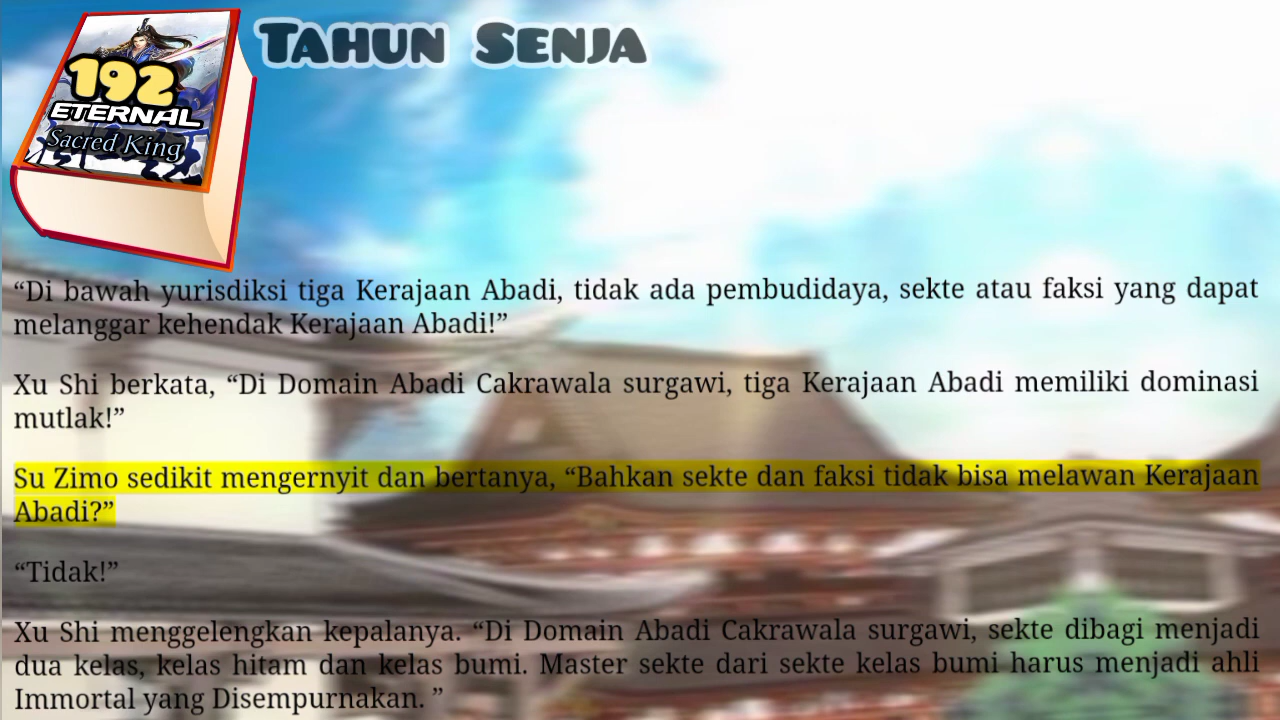 TAHUN SENJA
192
ETERNAL
Sacred King
“Di bawah yurisdiksi tiga Kerajaan Abadi, tidak ada pembudidaya, sekte atau faksi yang dapat
melanggar kehendak Kerajaan Abadi!”
Xu Shi berkata, “Di Domain Abadi Cakrawala surgawi, tiga Kerajaan Abadi memiliki dominasi
mutlak!”
Su Zimo sedikit mengernyit dan bertanya, “Bahkan sekte dan faksi tidak bisa melawan Kerajaan
Abadi?”
“Tidak!”
Xu Shi menggelengkan kepalanya. “Di Domain Abadi Cakrawala surgawi, sekte dibagi menjadi
dua kelas, kelas hitam dan kelas bumi. Master sekte dari sekte kelas bumi harus menjadi ahli
Immortal yang Disempurnakan. ”